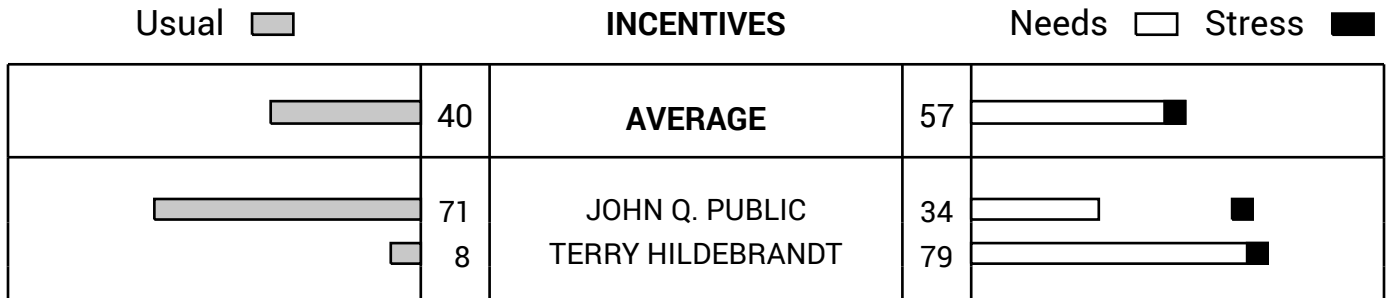 Usual INCENTIVES Needs Stress
40 AVERAGE 57
71 JOHN Q. PUBLIC 34
8 TERRY HILDEBRANDT 79